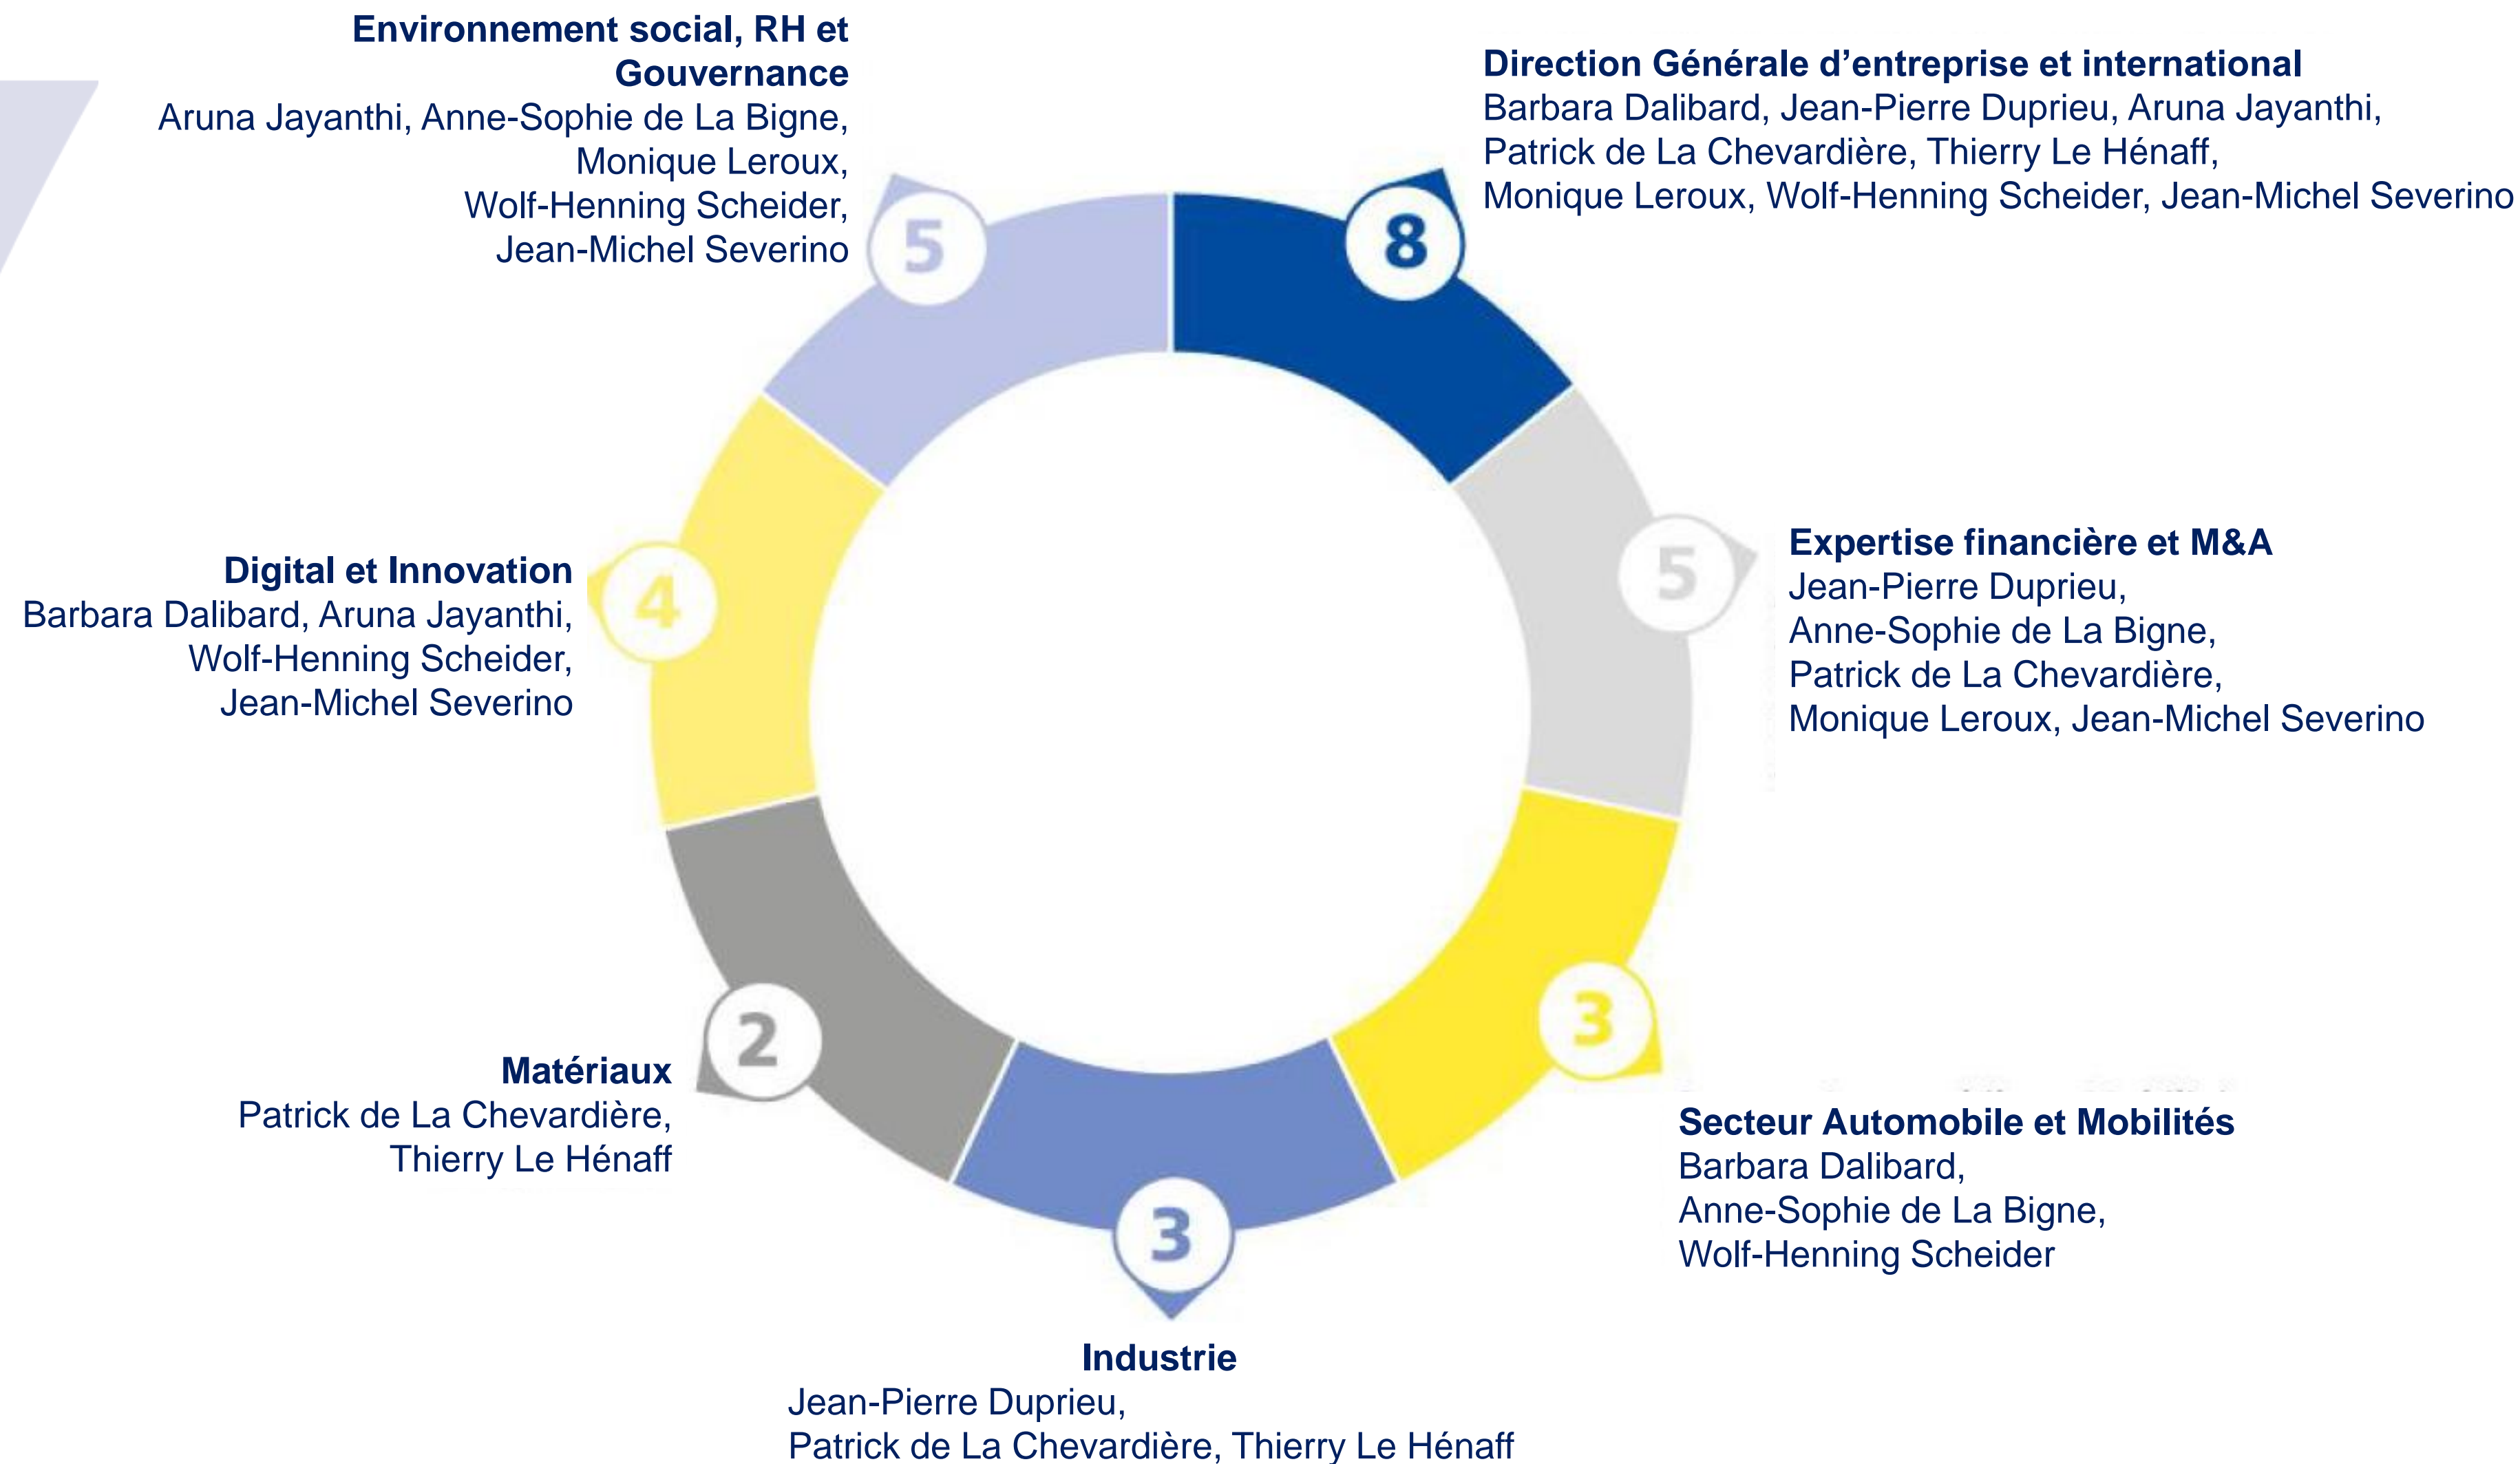 Environnement social, RH et
Gouvernance
Aruna Jayanthi, Anne-Sophie de La Bigne,
Monique Leroux,
Wolf-Henning Scheider,
Jean-Michel Severino
5
Direction Générale d'entreprise et international
Barbara Dalibard, Jean-Pierre Duprieu, Aruna Jayanthi,
Patrick de La Chevardière, Thierry Le Hénaff,
Monique Leroux, Wolf-Henning Scheider, Jean-Michel Severino
8
Expertise financière et M&A
Jean-Pierre Duprieu,
Anne-Sophie de La Bigne,
Patrick de La Chevardière,
Monique Leroux, Jean-Michel Severino
5
Digital et Innovation
Barbara Dalibard, Aruna Jayanthi,
Wolf-Henning Scheider,
Jean-Michel Severino
4
Secteur Automobile et Mobilités
Barbara Dalibard,
Anne-Sophie de La Bigne,
Wolf-Henning Scheider
3
Matériaux
Patrick de La Chevardière,
Thierry Le Hénaff
2
3
Industrie
Jean-Pierre Duprieu,
Patrick de La Chevardière, Thierry Le Hénaff